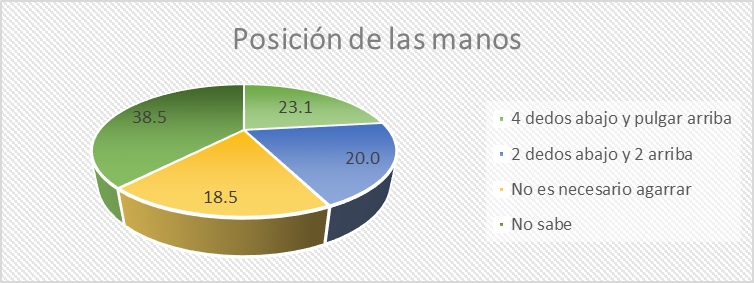 Posición de las manos
38.5
23.1
20.0
18.5
4 dedos abajo y pulgar arriba
2 dedos abajo y 2 arriba
No es necesario agarrar
No sabe